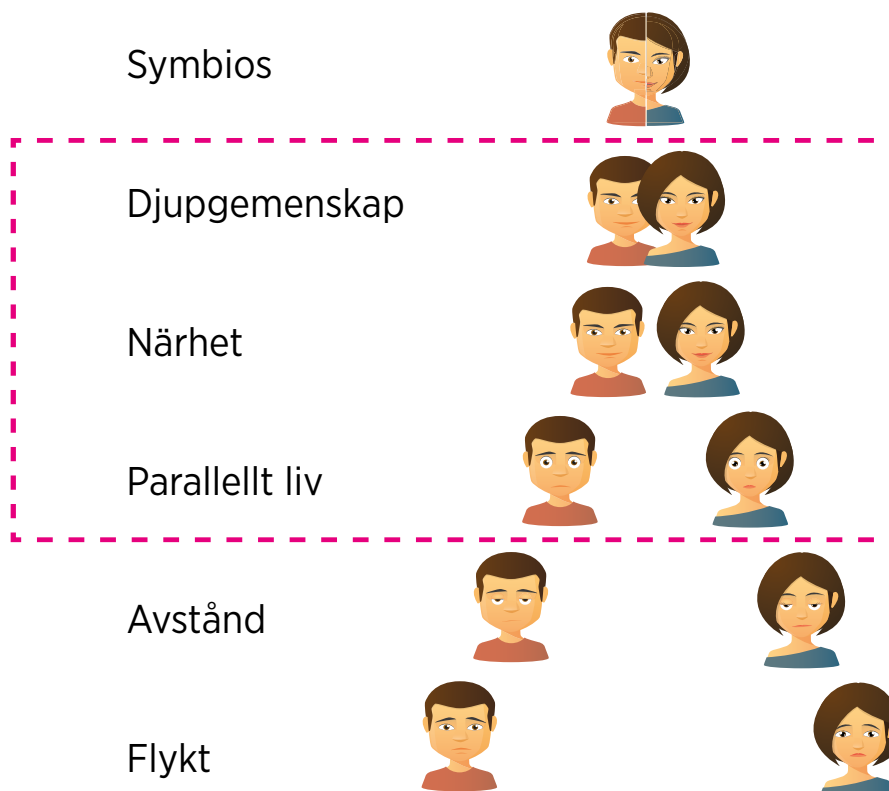 Symbios
Djupgemenskap
Närhet
Parallellt liv
Avstånd
Flykt